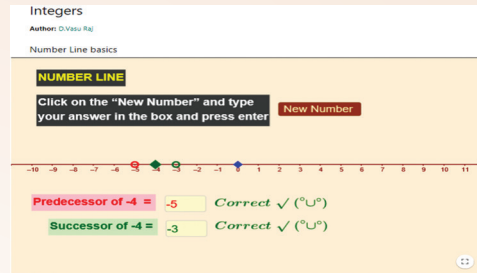 Integers
Author: D.Vasu Raj
Number Line basics
NUMBER LINE
Click on the “New Number” and type
your answer in the box and press enter
New Number
-10 -9 -8 -7 -6 -5 -4 -3 -2 -1 0 1 2 3 4 5 6 7 8 9 10 11
Predecessor of -4 = -5 Correct √ (°∪°)
Successor of -4 = -3 Correct √ (°∪°)